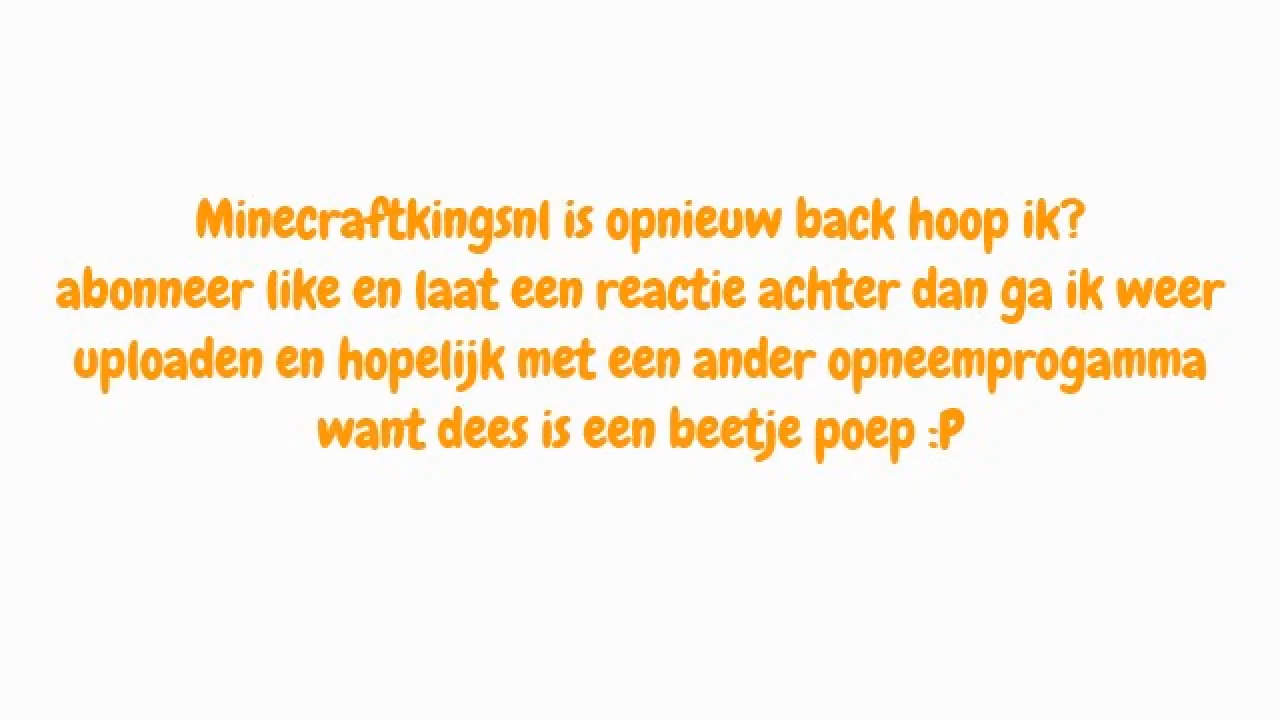 Minecraftkingsnl is opnieuw back hoop ik?
abonneer like en laat een reactie achter dan ga ik weer
uploaden en hopelijk met een ander opneemprogamma
want dees is een beetje poep :P